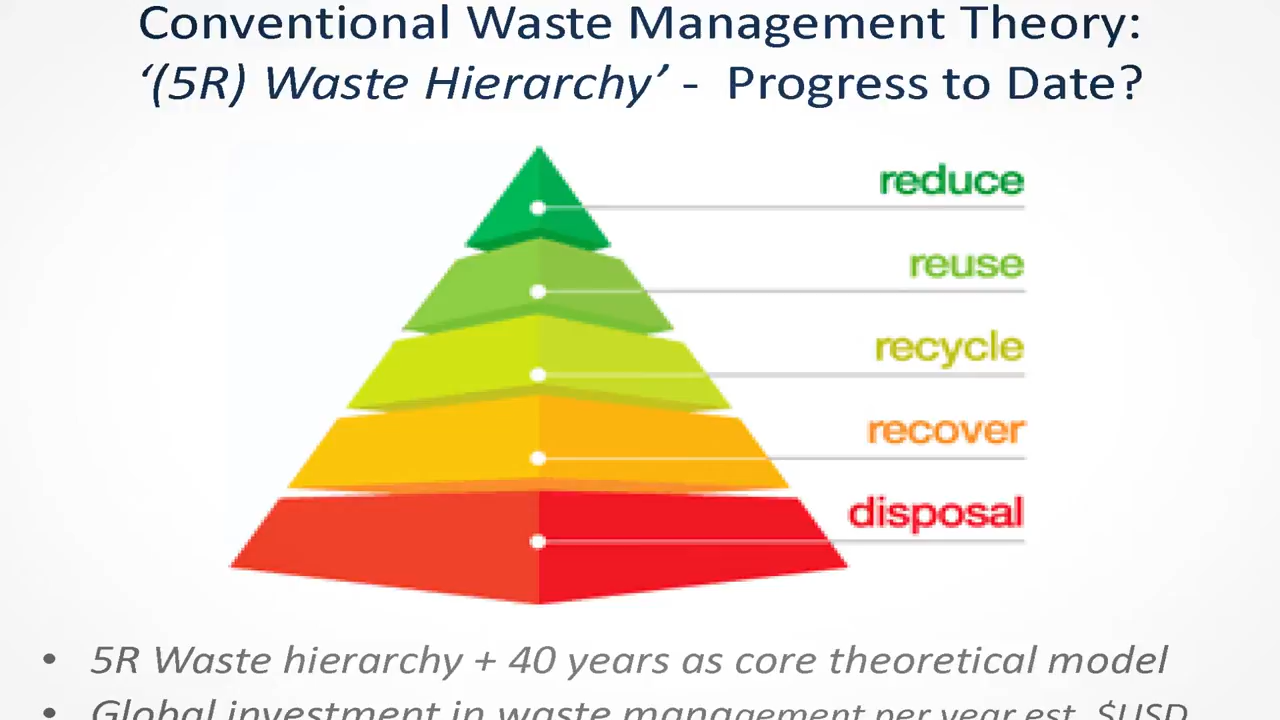 Conventional Waste Management Theory:
‘(5R) Waste Hierarchy’ - Progress to Date?
reduce
reuse
recycle
recover
disposal
• 5R Waste hierarchy + 40 years as core theoretical model
• Global investment in waste management per year est. $USD